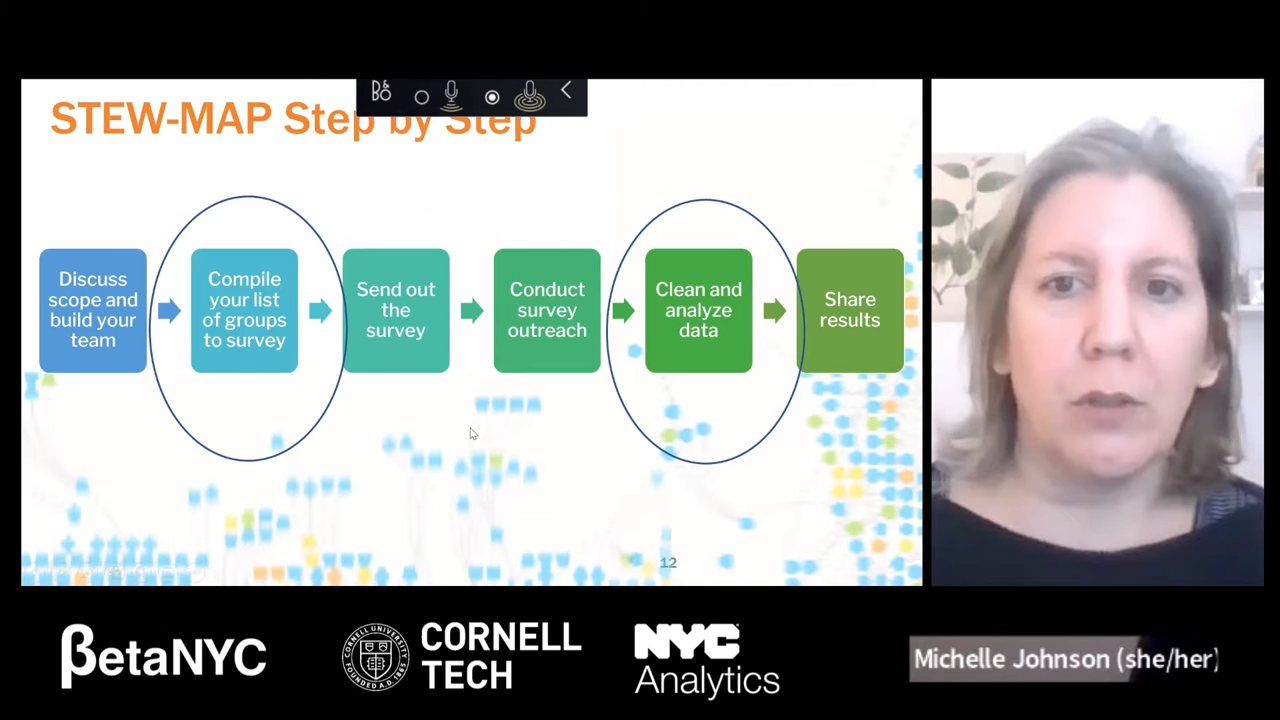 STEW-MAP Step by Step
Discuss
scope and
build your
team
Compile
your list
of groups
to survey
Send out
the
survey
Conduct
survey
outreach
Clean and
analyze
data
Share
results
12
βetaNYC
CORNELL
TECH
NYC
Analytics
Michelle Johnson (she/her)